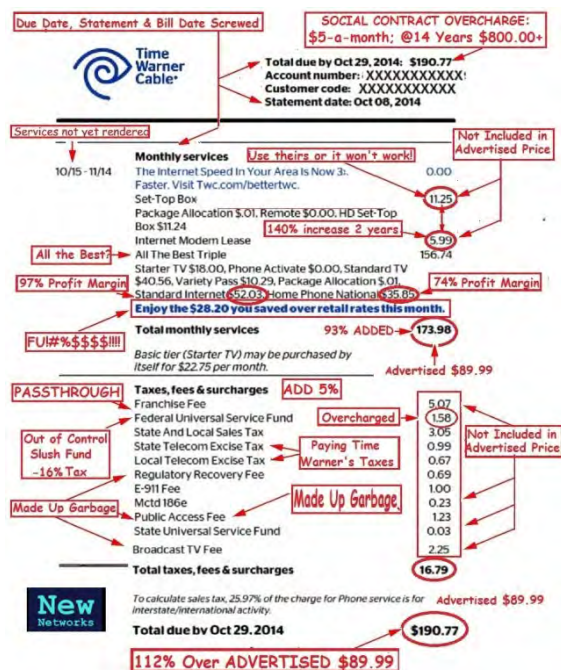 Due Date, Statement & Bill Date Screwed
SOCIAL CONTRACT OVERCHARGE:
$5-a-month; @14 Years $800.00+
Time
Warner
Cable
Total due by Oct 29, 2014: $190.77
Account number: XXXXXXXXXXX
Customer code: XXXXXXXXXXX
Statement date: Oct 08, 2014
Services not yet rendered
Not Included in
Advertised Price
Monthly services
Use theirs or it won't work!
10/15 - 11/14
The Internet Speed In Your Area Is Now 3x 0.00
Faster. Visit Twc.com/bettertwc.
Set-Top Box 11.25
Package Allocation $.01, Remote $0.00, HD Set-Top
Box $11.24
140% increase 2 years
Internet Modem Lease 5.99
All the Best?
All The Best Triple 156.74
Starter TV $18.00, Phone Activate $0.00, Standard TV
$40.56, Variety Pass $10.29, Package Allocation $.01,
97% Profit Margin
74% Profit Margin
Standard Internet $52.03, Home Phone National $35.85
Enjoy the $28.20 you saved over retail rates this month.
FU!#%$$$$!!!!
Total monthly services 93% ADDED 173.98
Basic tier (Starter TV) may be purchased by
itself for $22.75 per month.
Advertised $89.99
PASSTHROUGH
Taxes, fees & surcharges ADD 5%
Franchise Fee 5.07
Federal Universal Service Fund Overcharged 1.58
State And Local Sales Tax 3.05
State Telecom Excise Tax 0.99
Local Telecom Excise Tax 0.67
Paying Time
Warner's Taxes
Not Included in
Advertised Price
Out of Control
Slush Fund
-16% Tax
Regulatory Recovery Fee 0.69
E-911 Fee 1.00
Mctd 186e 0.23
Made Up Garbage
Made Up Garbage
Public Access Fee 1.23
State Universal Service Fund 0.03
Broadcast TV Fee 2.25
Total taxes, fees & surcharges 16.79
New
Networks
To calculate sales tax, 25.97% of the charge for Phone service is for
interstate/international activity.
Advertised $89.99
Total due by Oct 29, 2014 $190.77
112% Over ADVERTISED $89.99